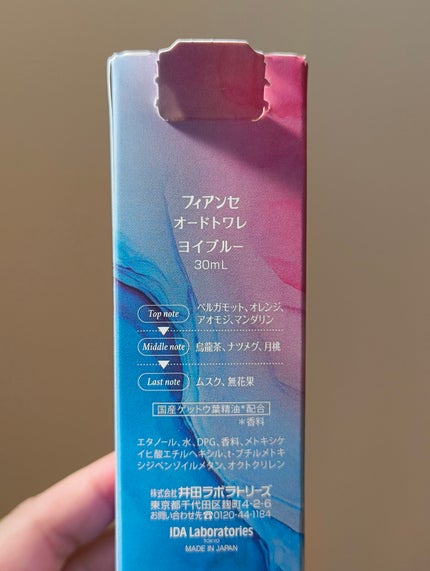 フィアンセ
オードトワレ
ヨイブルー
30mL
Top note ベルガモット、オレンジ、
アオモジ、マンダリン
Middle note 烏龍茶、ナツメグ、月桃
Last note ムスク、無花果
国産ゲットウ葉精油*配合
*香料
エタノール、水、DPG、香料、メトキシケ
イヒ酸エチルヘキシル、t-ブチルメトキ
シジベンゾイルメタン、オクトクリレン
株式会社 井田ラボラトリーズ
東京都千代田区麹町4-2-6
お問い合わせ先☎0120-44-1184
IDA Laboratories
TOKYO
MADE IN JAPAN